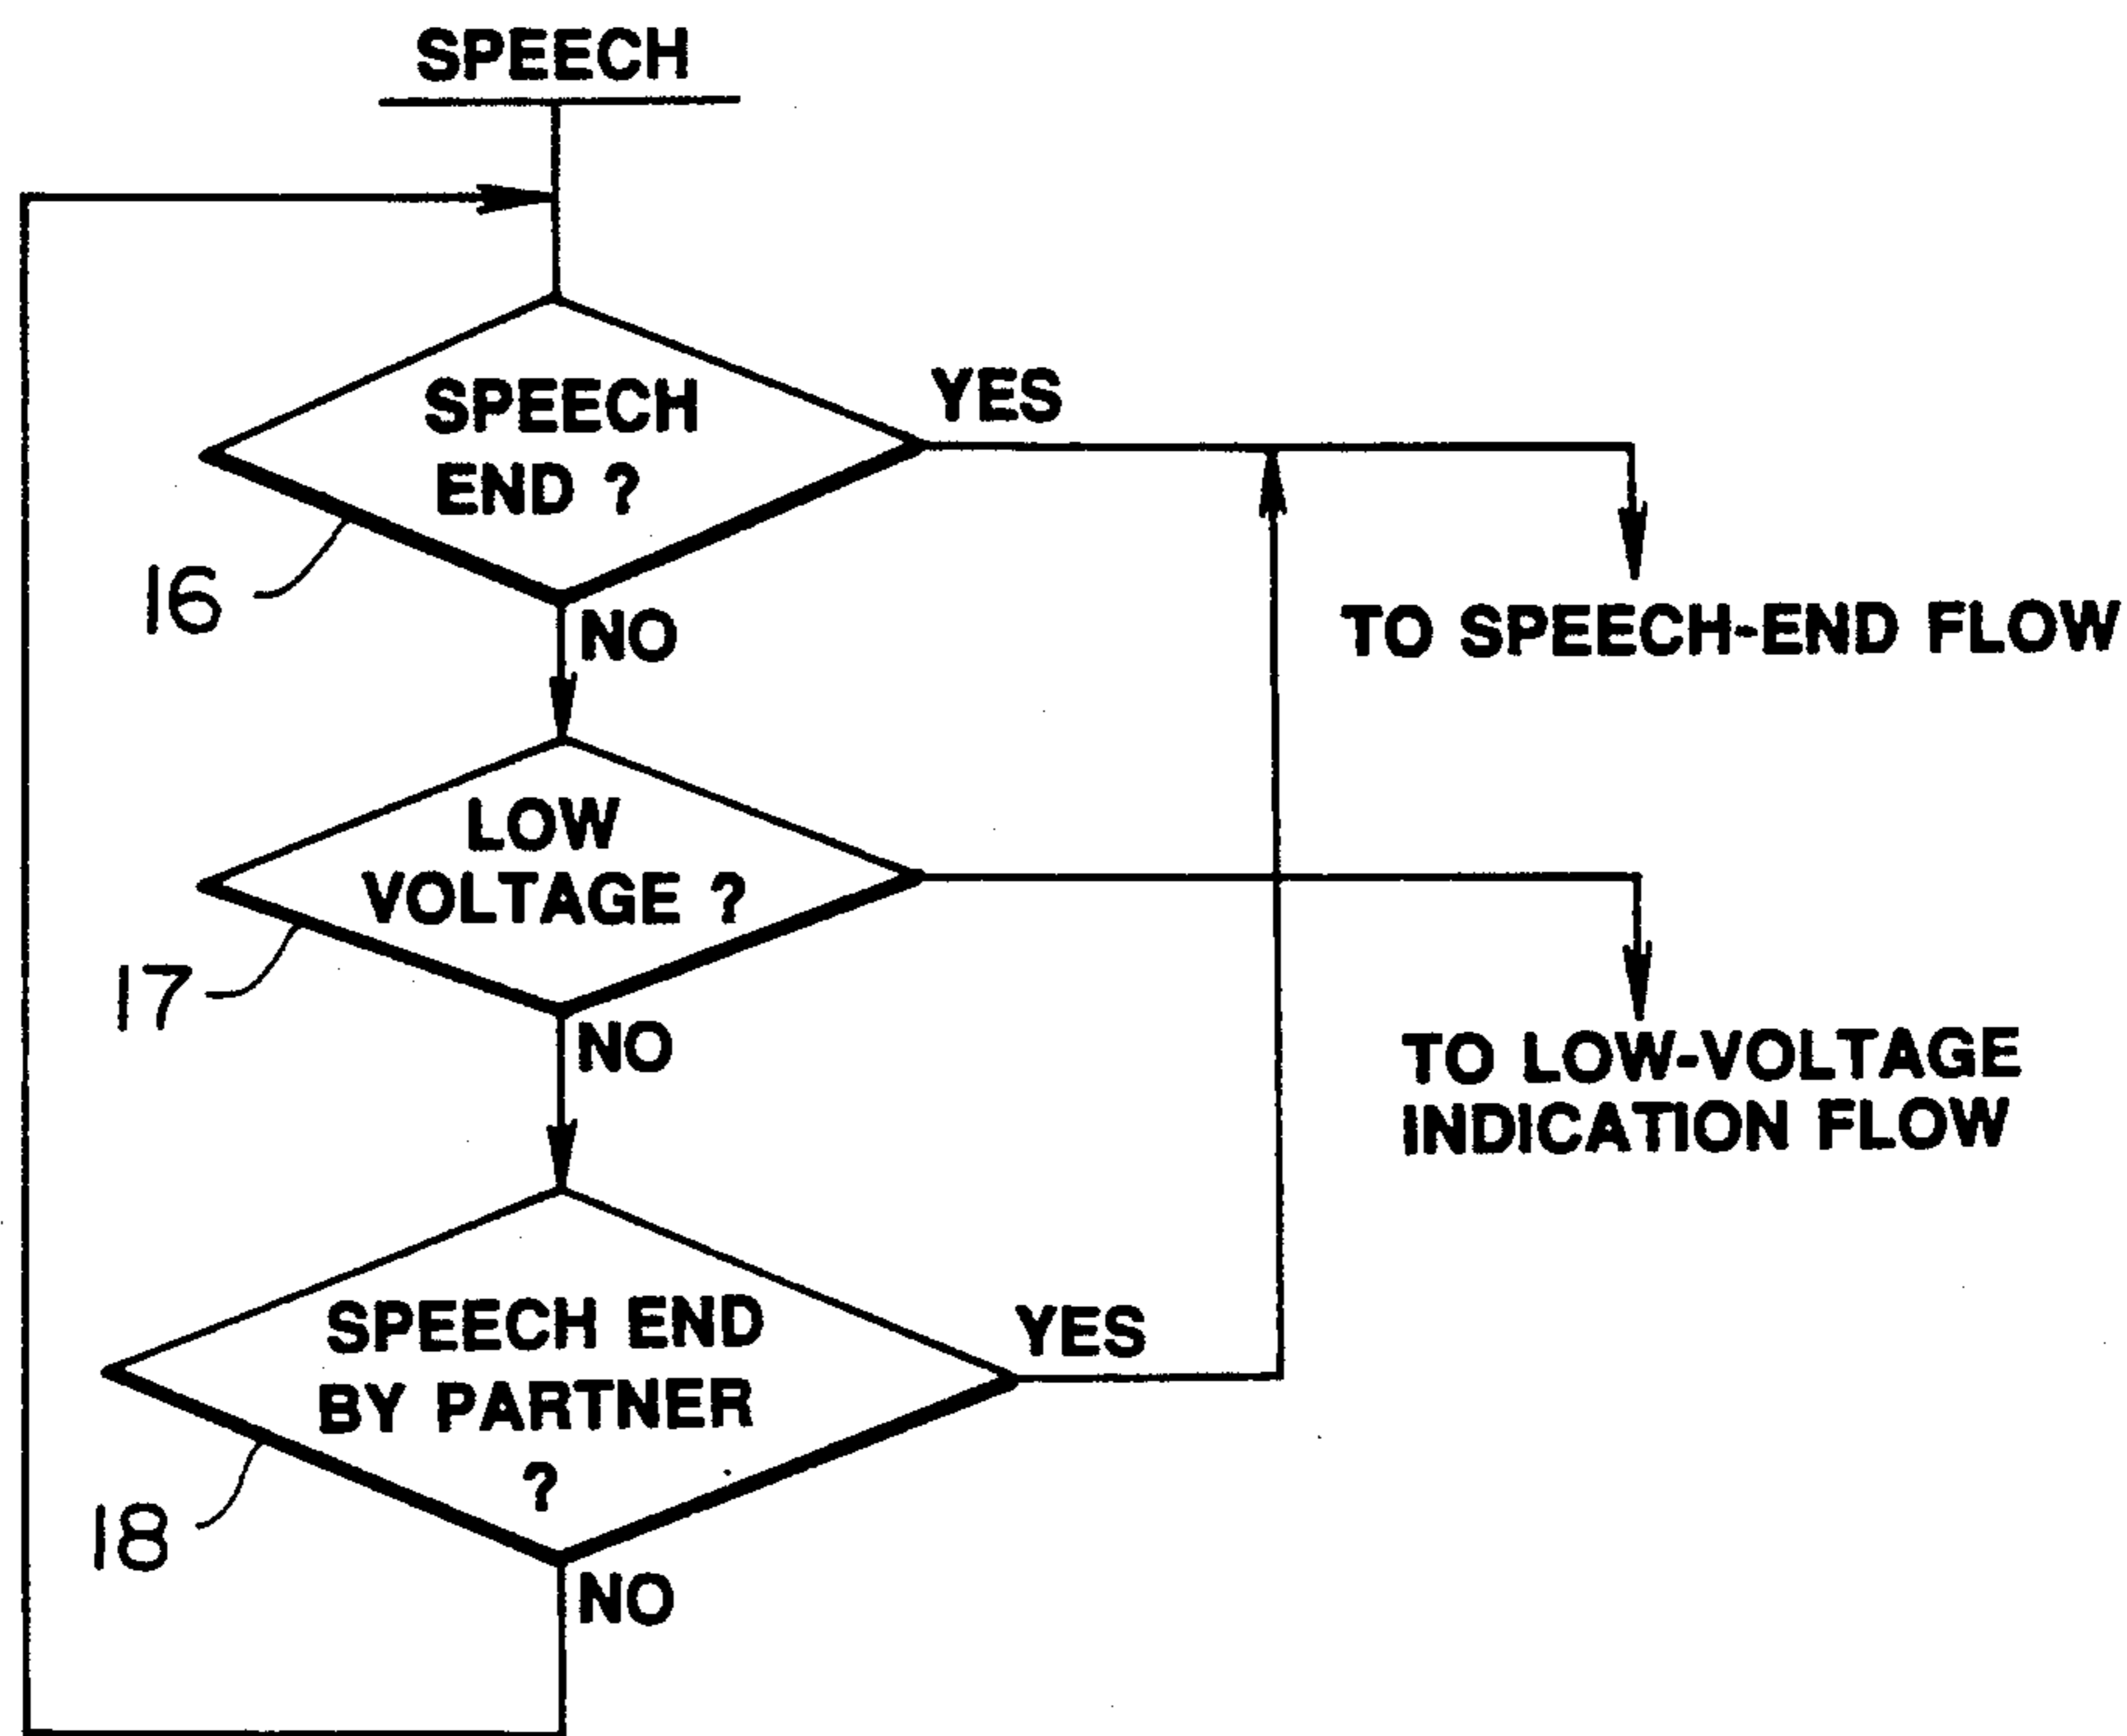 SPEECH
SPEECH
END ?
YES
16
NO
TO SPEECH-END FLOW
LOW
VOLTAGE ?
17
NO
TO LOW-VOLTAGE
INDICATION FLOW
SPEECH END
BY PARTNER
?
YES
18
NO